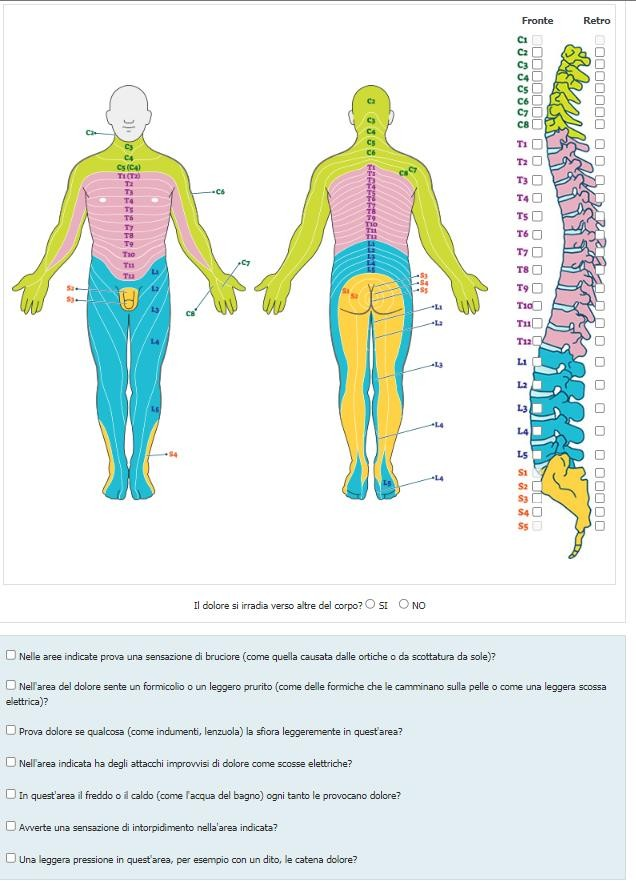 Fronte Retro
C1
C2
C3
C4
C5
C6
C7
C8
T1
T2
T3
T4
T5
T6
T7
T8
T9
T10
T11
T12
L1
L2
L3
L4
L5
S1
S2
S3
S4
S5
C2
C3
C4
C5 (C4)
T1 (T2)
T2
T3
T4
T5
T6
T7
T8
T9
T10
T11
T12
S2
S3
L1
L2
L3
L4
L5
S4
C6
C7
C8
C2
C3
C4
C5
C6
C8 C7
T1
T2
T3
T4
T5
T6
T7
T8
T9
T10
T11
T12
L1
L2
L3
L4
L5
S1
S2
S3
S4
S5
L1
L2
L3
L4
L4
L5
Il dolore si irradia verso altre del corpo? SI NO
Nelle aree indicate prova una sensazione di bruciore (come quella causata dalle ortiche o da scottatura da sole)?
Nell'area del dolore sente un formicolio o un leggero prurito (come delle formiche che le camminano sulla pelle o come una leggera scossa
elettrica)?
Prova dolore se qualcosa (come indumenti, lenzuola) la sfiora leggeremente in quest'area?
Nell'area indicata ha degli attacchi improvvisi di dolore come scosse elettriche?
In quest'area il freddo o il caldo (come l'acqua del bagno) ogni tanto le provocano dolore?
Avverte una sensazione di intorpidimento nella'area indicata?
Una leggera pressione in quest'area, per esempio con un dito, le catena dolore?